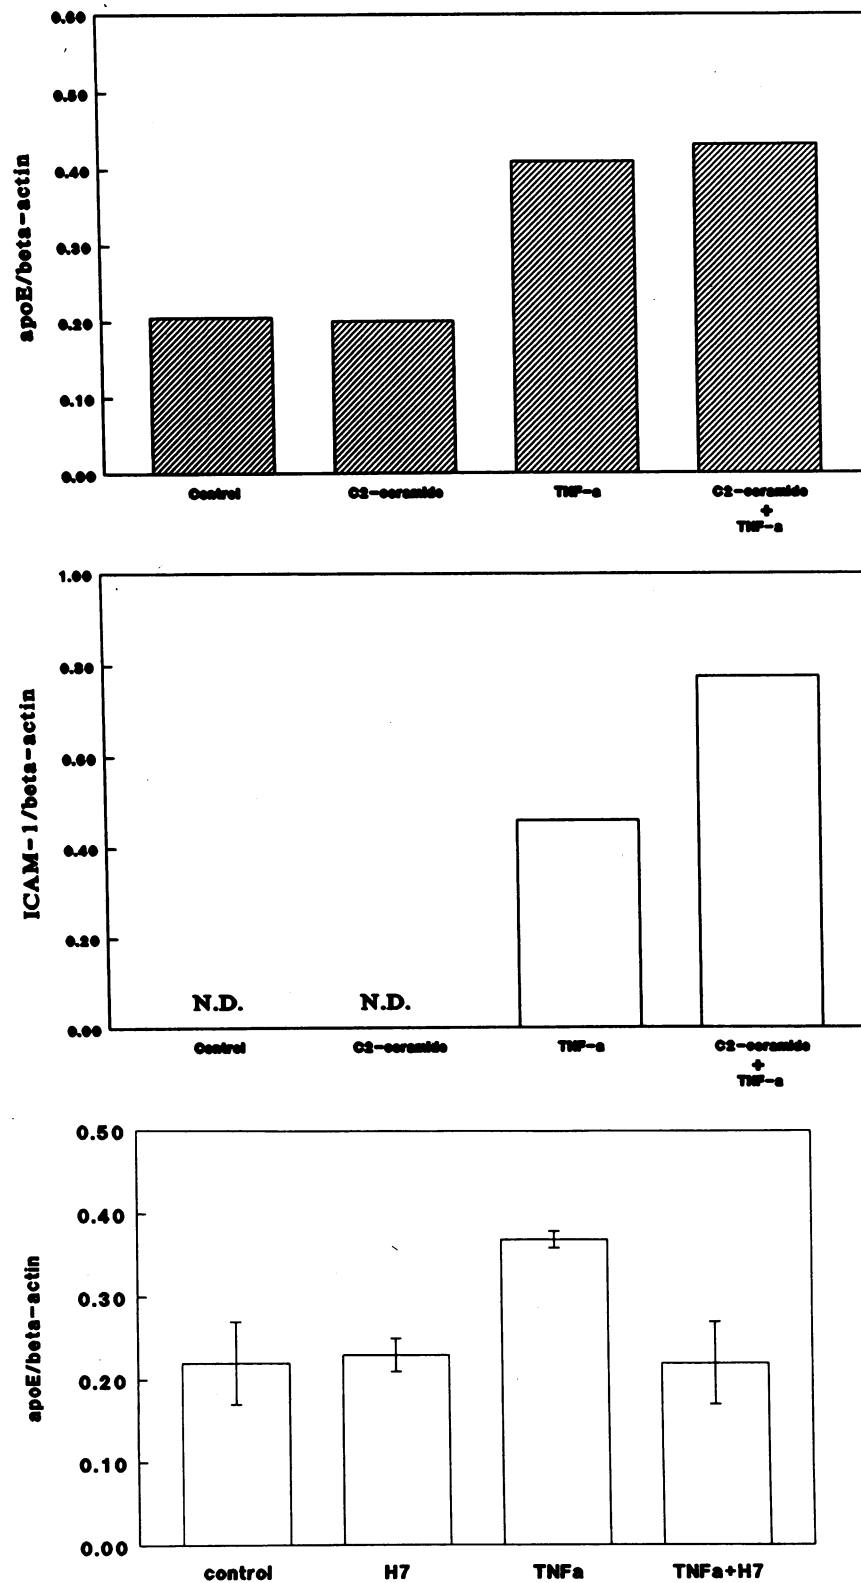 0.60
0.50
0.40
0.30
0.20
0.10
0.00
apoE/beta-actin
Control
C2-ceramide
TNF-a
C2-ceramide
+
TNF-a
1.00
0.80
0.60
0.40
0.20
0.00
ICAM-1/beta-actin
N.D.
N.D.
Control
C2-ceramide
TNF-a
C2-ceramide
+
TNF-a
0.50
0.40
0.30
0.20
0.10
0.00
apoE/beta-actin
control
H7
TNFa
TNFa+H7